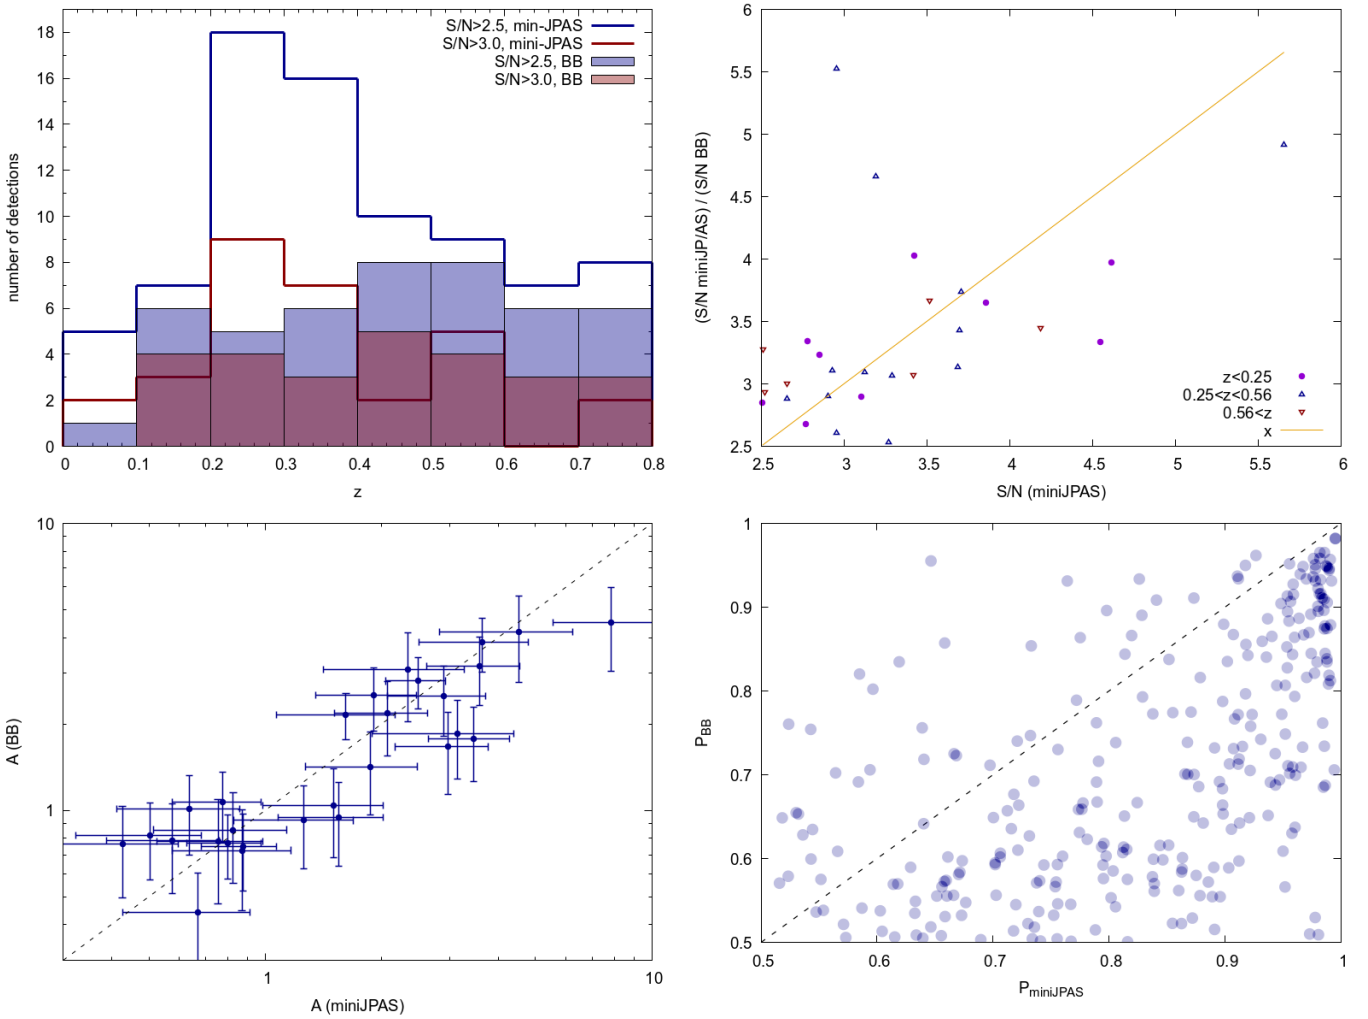 S/N>2.5, min-JPAS
S/N>3.0, mini-JPAS
S/N>2.5, BB
S/N>3.0, BB
number of detections
18
16
14
12
10
8
6
4
2
0
0 0.1 0.2 0.3 0.4 0.5 0.6 0.7 0.8
z
(S/N miniJP/AS) / (S/N BB)
6
5.5
5
4.5
4
3.5
3
2.5
z<0.25
0.25<z<0.56
0.56<z
x
2.5 3 3.5 4 4.5 5 5.5 6
S/N (miniJPAS)
A (BB)
10
1
1 10
A (miniJPAS)
PBB
1
0.9
0.8
0.7
0.6
0.5
0.5 0.6 0.7 0.8 0.9 1
PminiJPAS